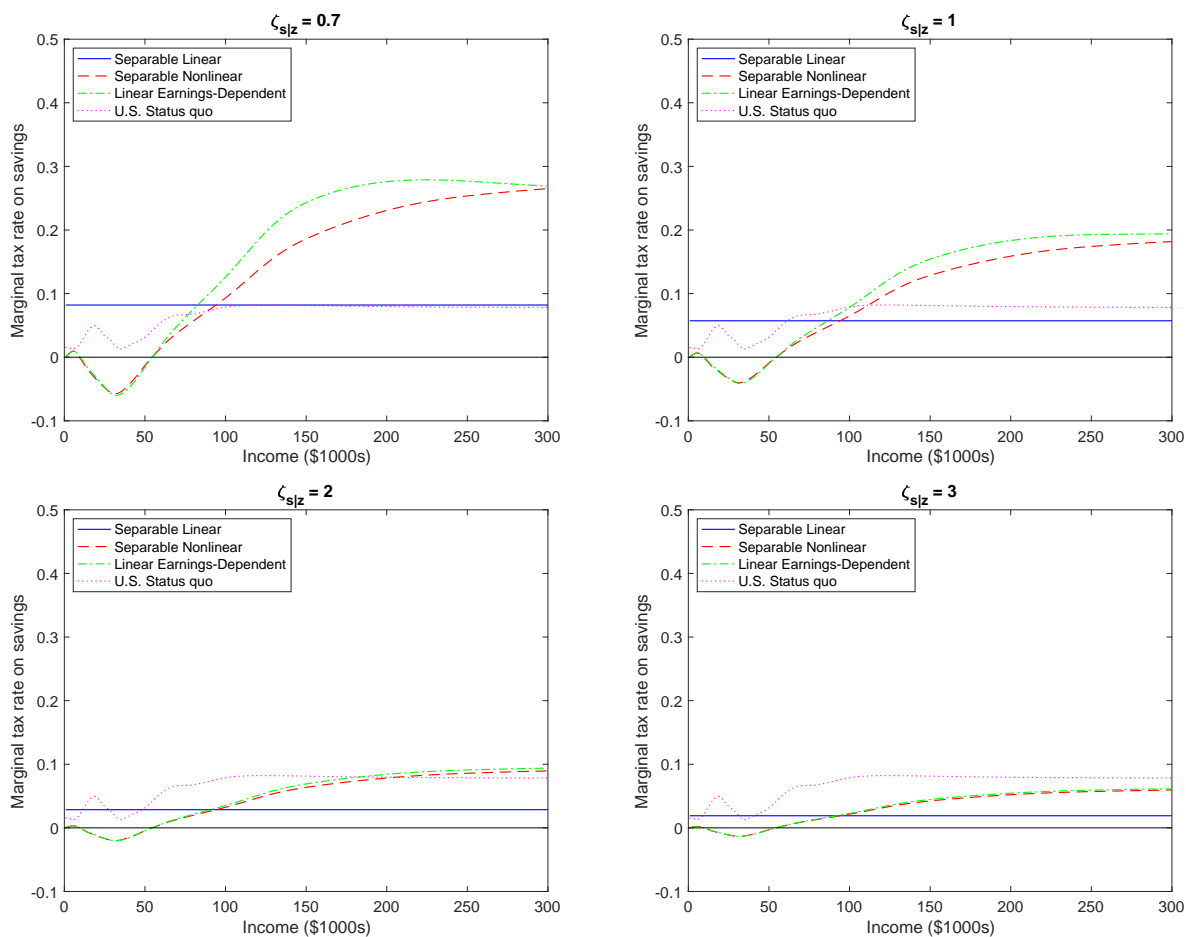 ζs|z = 0.7
0.5
0.4
0.3
0.2
0.1
0
-0.1
Marginal tax rate on savings
Separable Linear
Separable Nonlinear
Linear Earnings-Dependent
U.S. Status quo
0 50 100 150 200 250 300
Income ($1000s)
ζs|z = 1
0.5
0.4
0.3
0.2
0.1
0
-0.1
Marginal tax rate on savings
Separable Linear
Separable Nonlinear
Linear Earnings-Dependent
U.S. Status quo
0 50 100 150 200 250 300
Income ($1000s)
ζs|z = 2
0.5
0.4
0.3
0.2
0.1
0
-0.1
Marginal tax rate on savings
Separable Linear
Separable Nonlinear
Linear Earnings-Dependent
U.S. Status quo
0 50 100 150 200 250 300
Income ($1000s)
ζs|z = 3
0.5
0.4
0.3
0.2
0.1
0
-0.1
Marginal tax rate on savings
Separable Linear
Separable Nonlinear
Linear Earnings-Dependent
U.S. Status quo
0 50 100 150 200 250 300
Income ($1000s)